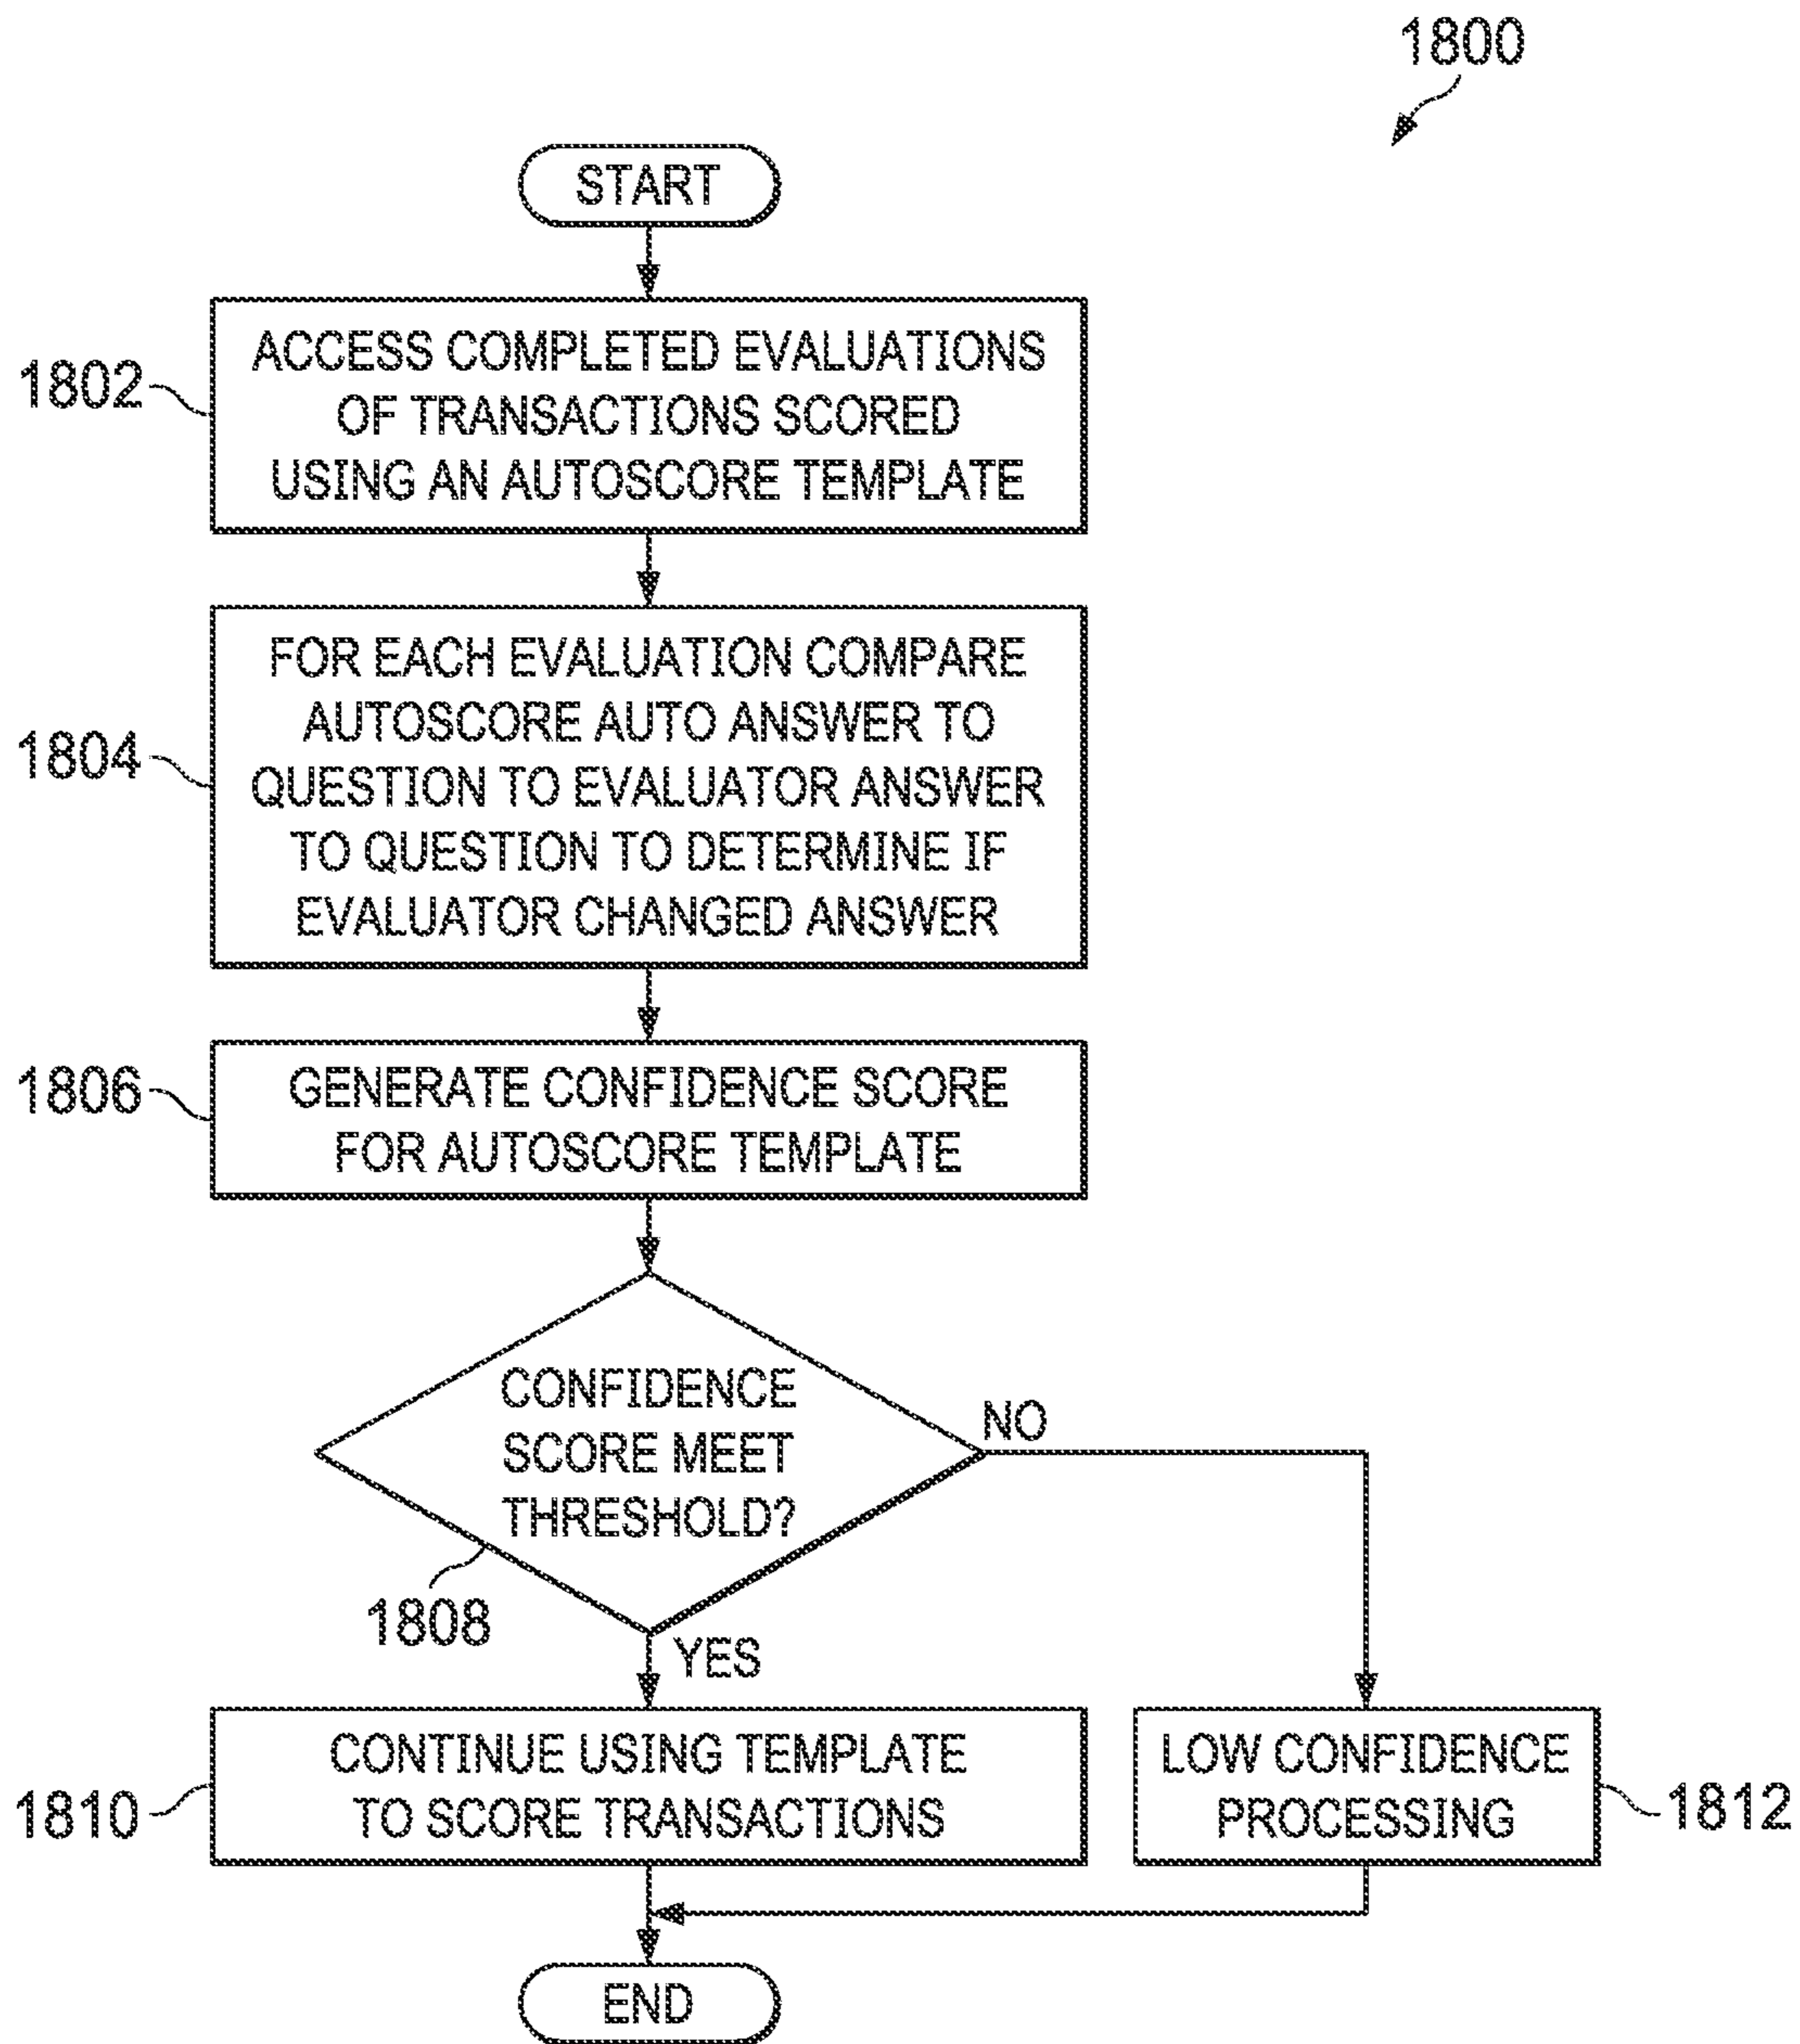 1800
START
1802
ACCESS COMPLETED EVALUATIONS
OF TRANSACTIONS SCORED
USING AN AUTOSCORE TEMPLATE
1804
FOR EACH EVALUATION COMPARE
AUTOSCORE AUTO ANSWER TO
QUESTION TO EVALUATOR ANSWER
TO QUESTION TO DETERMINE IF
EVALUATOR CHANGED ANSWER
1806
GENERATE CONFIDENCE SCORE
FOR AUTOSCORE TEMPLATE
CONFIDENCE
SCORE MEET
THRESHOLD?
NO
1808
YES
1810
CONTINUE USING TEMPLATE
TO SCORE TRANSACTIONS
LOW CONFIDENCE
PROCESSING
1812
END